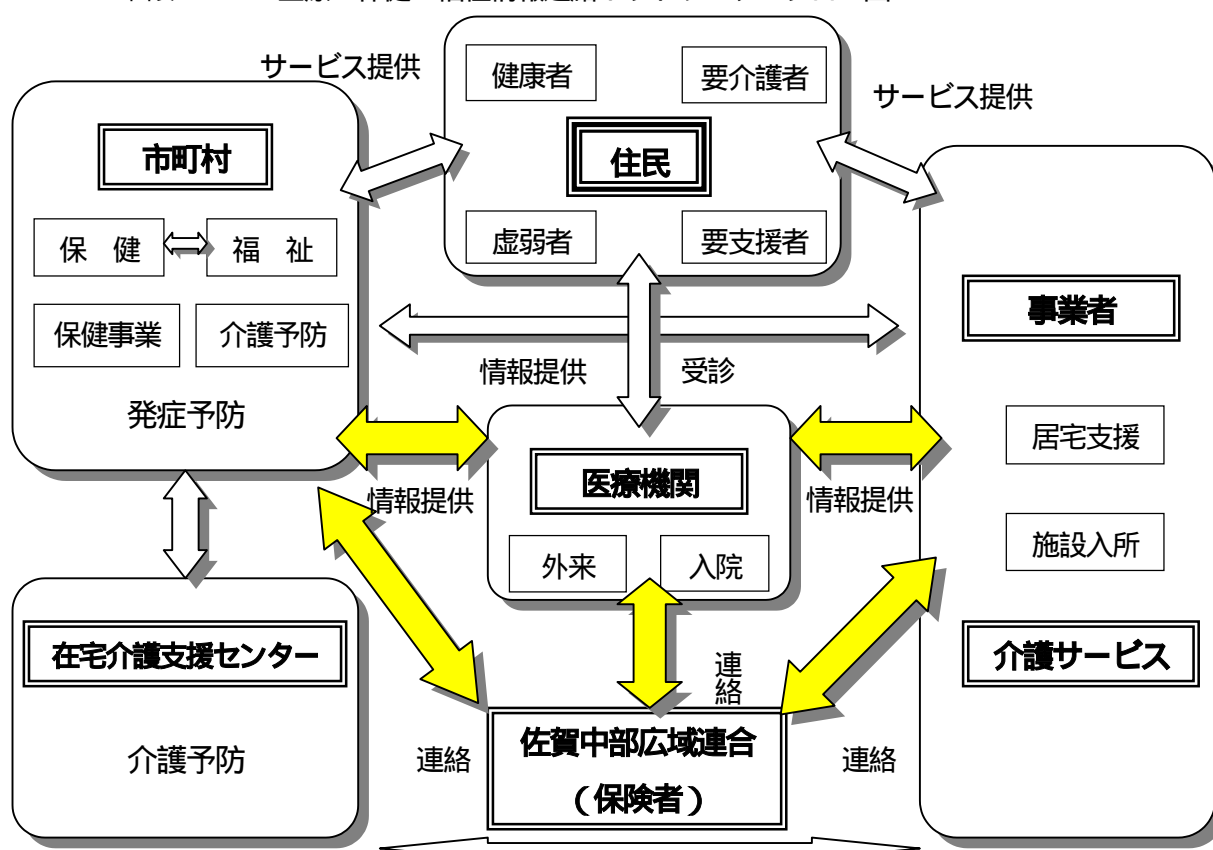 サービス提供
健康者
要介護者
サービス提供
市町村
住民
保 健
福 祉
虚弱者
要支援者
保健事業
介護予防
事業者
情報提供
受診
発症予防
居宅支援
医療機関
情報提供
情報提供
外来
入院
施設入所
在宅介護支援センター
介護サービス
連絡
介護予防
連絡
佐賀中部広域連合
(保険者)
連絡